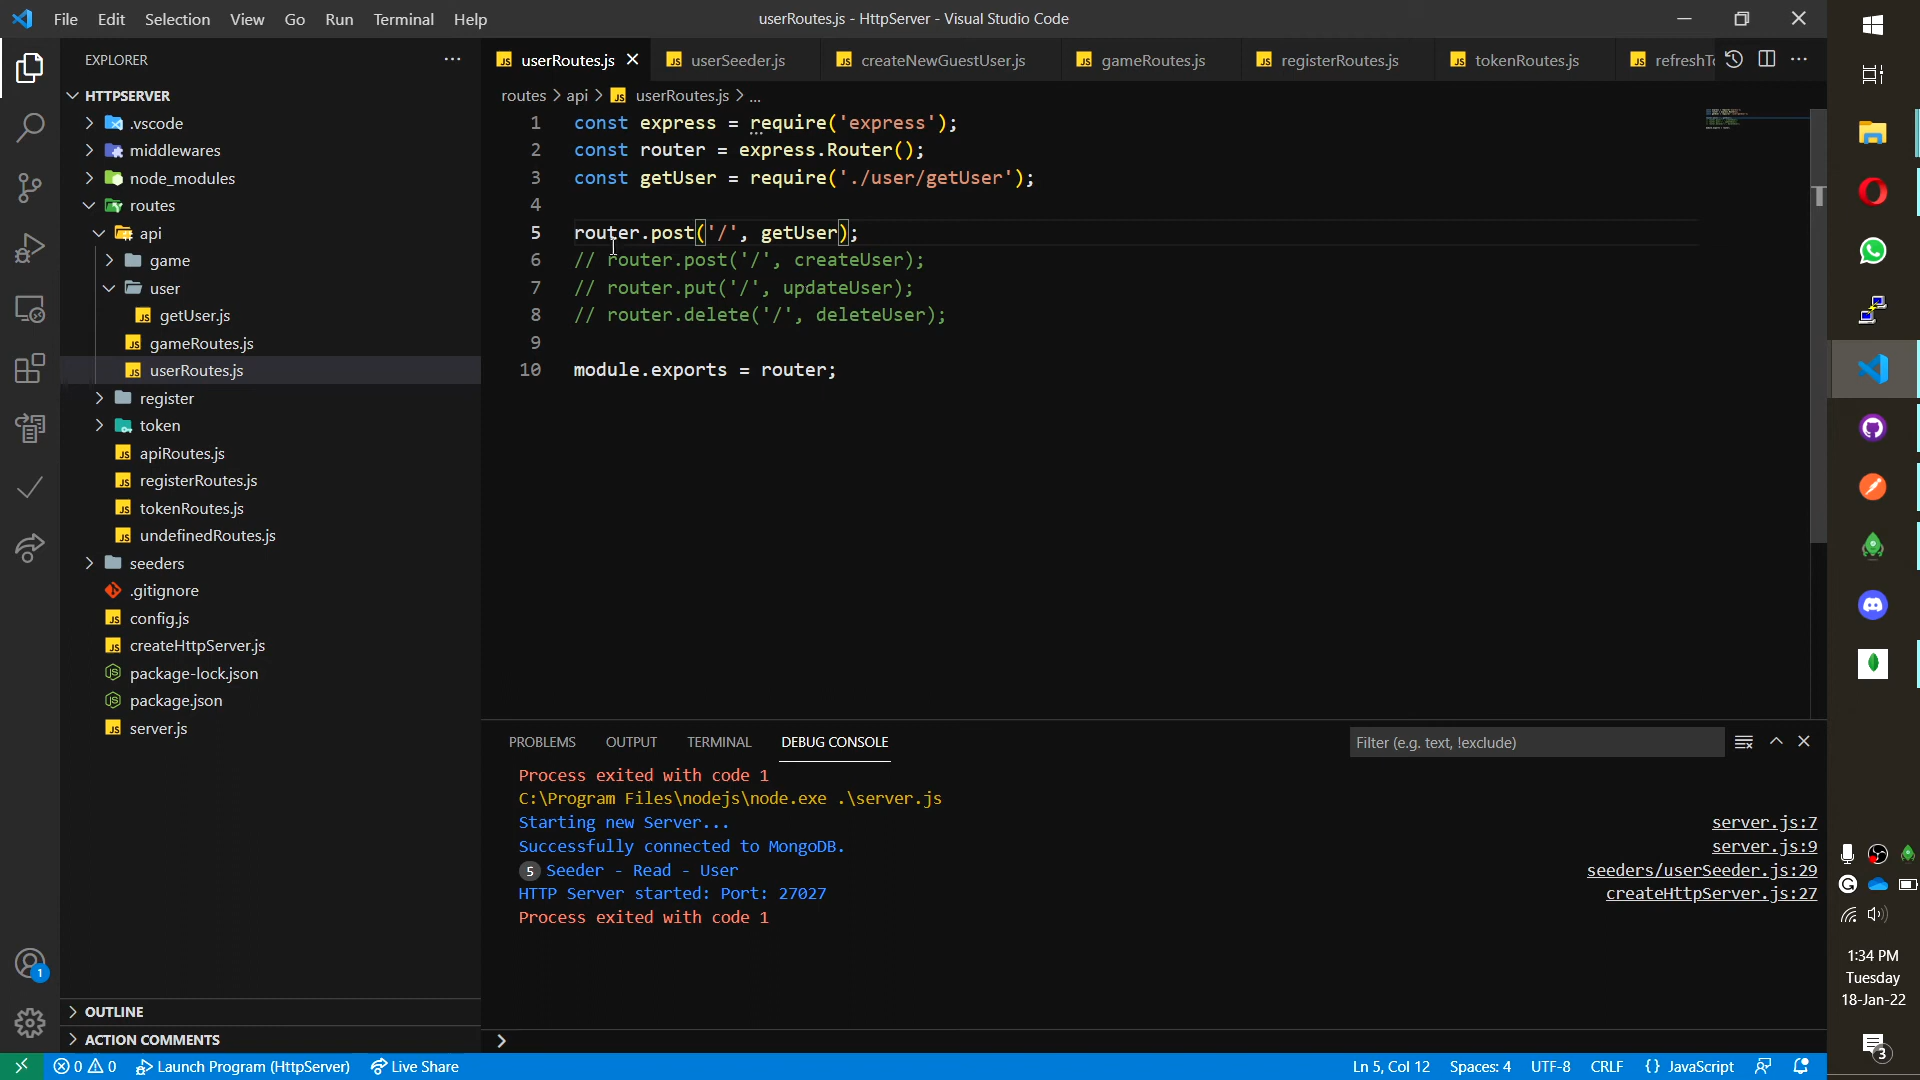 File Edit Selection View Go Run Terminal Help
userRoutes.js - HttpServer - Visual Studio Code
EXPLORER
HTTPSERVER
.vscode
middlewares
node_modules
routes
api
game
user
getUser.js
gameRoutes.js
userRoutes.js
register
token
apiRoutes.js
registerRoutes.js
tokenRoutes.js
undefinedRoutes.js
seeders
.gitignore
config.js
createHttpServer.js
package-lock.json
package.json
server.js
OUTLINE
ACTION COMMENTS
userRoutes.js userSeeder.js createNewGuestUser.js gameRoutes.js registerRoutes.js tokenRoutes.js
routes > api > userRoutes.js > ...
1 const express = require('express');
2 const router = express.Router();
3 const getUser = require('./user/getUser');
4
5 router.post('/', getUser);
6 // router.post('/', createUser);
7 // router.put('/', updateUser);
8 // router.delete('/', deleteUser);
9
10 module.exports = router;
PROBLEMS OUTPUT TERMINAL DEBUG CONSOLE
Filter (e.g. text, !exclude)
Process exited with code 1
C:\Program Files\nodejs\node.exe .\server.js
Starting new Server... server.js:7
Successfully connected to MongoDB. server.js:9
5 Seeder - Read - User seeders/userSeeder.js:29
HTTP Server started: Port: 27027 createHttpServer.js:27
Process exited with code 1
1
0 0 Launch Program (HttpServer) Live Share
Ln 5, Col 12 Spaces: 4 UTF-8 CRLF {} JavaScript
1:34 PM
Tuesday
18-Jan-22
3